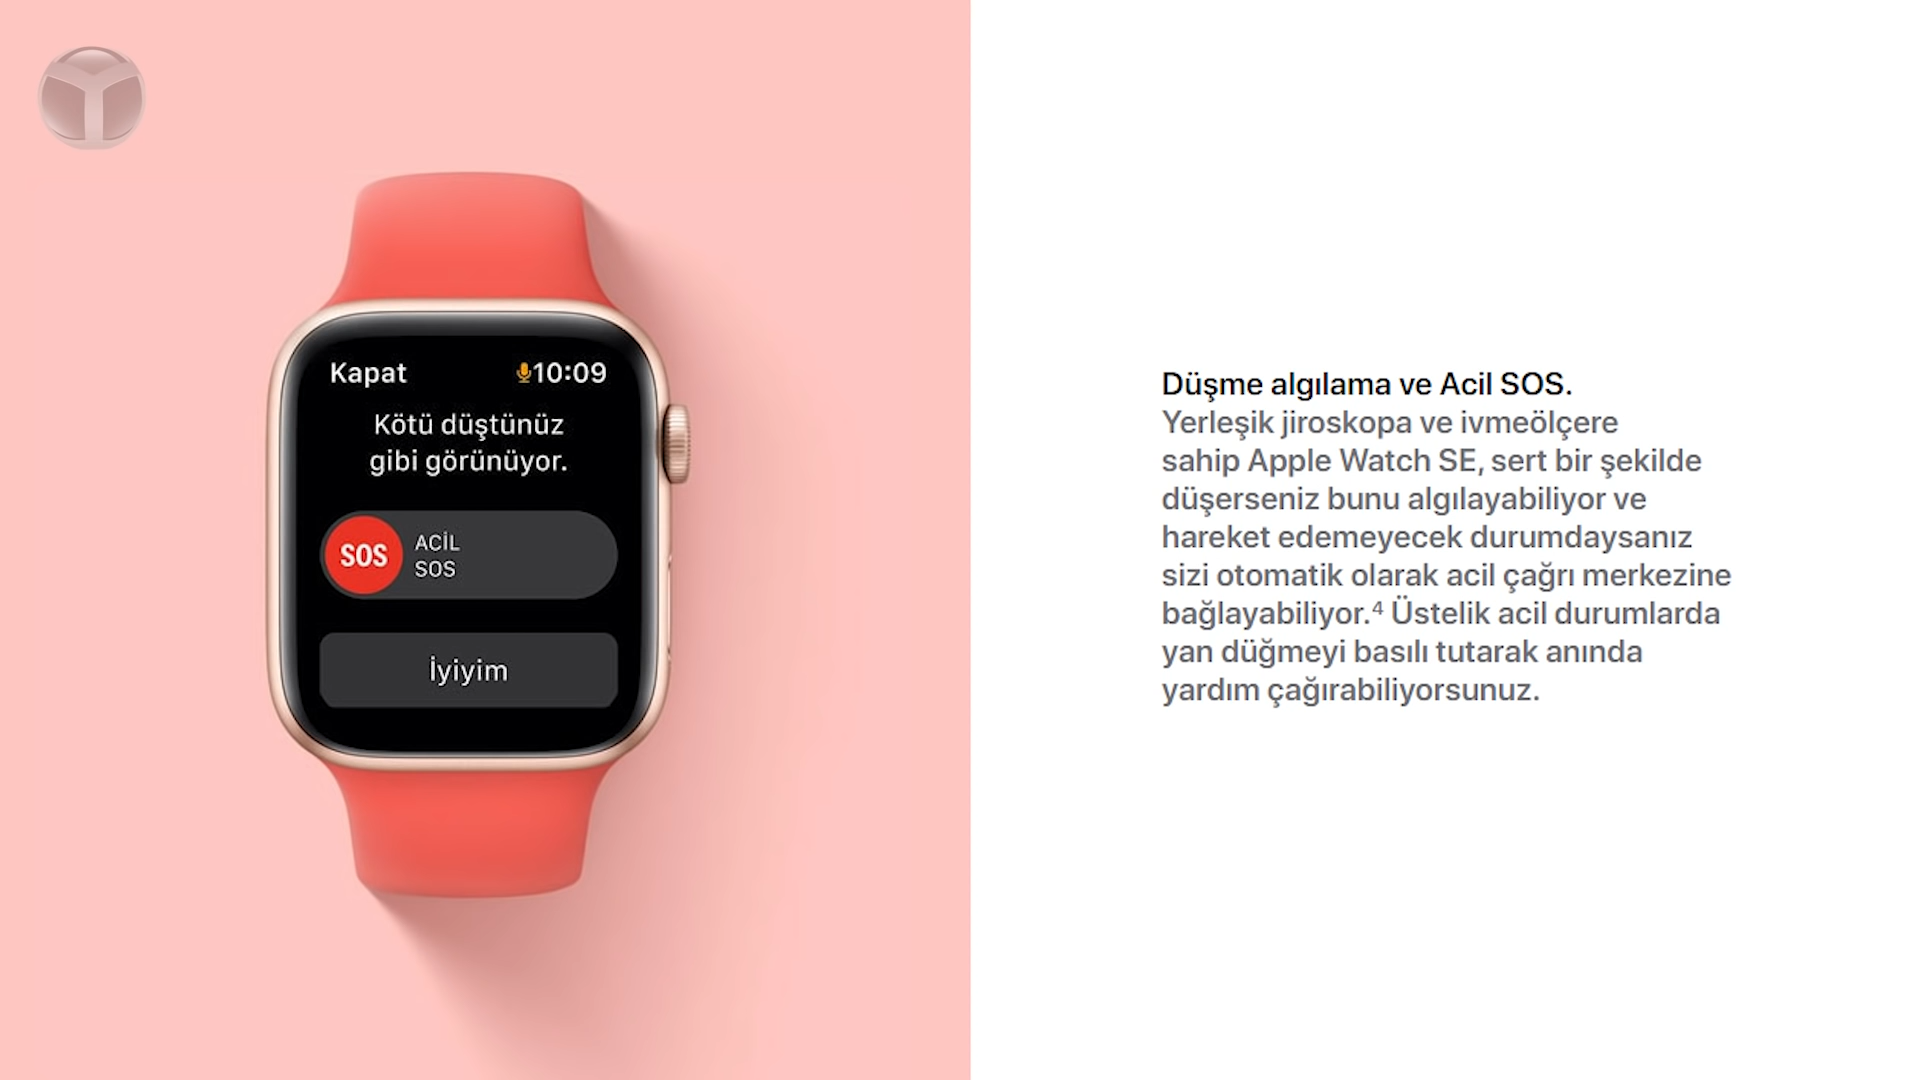 Kapat
10:09
Kötü düştünüz
gibi görünüyor.
SOS
ACİL
SOS
İyiyim
Düşme algılama ve Acil SOS.
Yerleşik jiroskopa ve ivmeölçere
sahip Apple Watch SE, sert bir şekilde
düşerseniz bunu algılayabiliyor ve
hareket edemeyecek durumdaysanız
sizi otomatik olarak acil çağrı merkezine
bağlayabiliyor.⁴ Üstelik acil durumlarda
yan düğmeyi basılı tutarak anında
yardım çağırabiliyorsunuz.